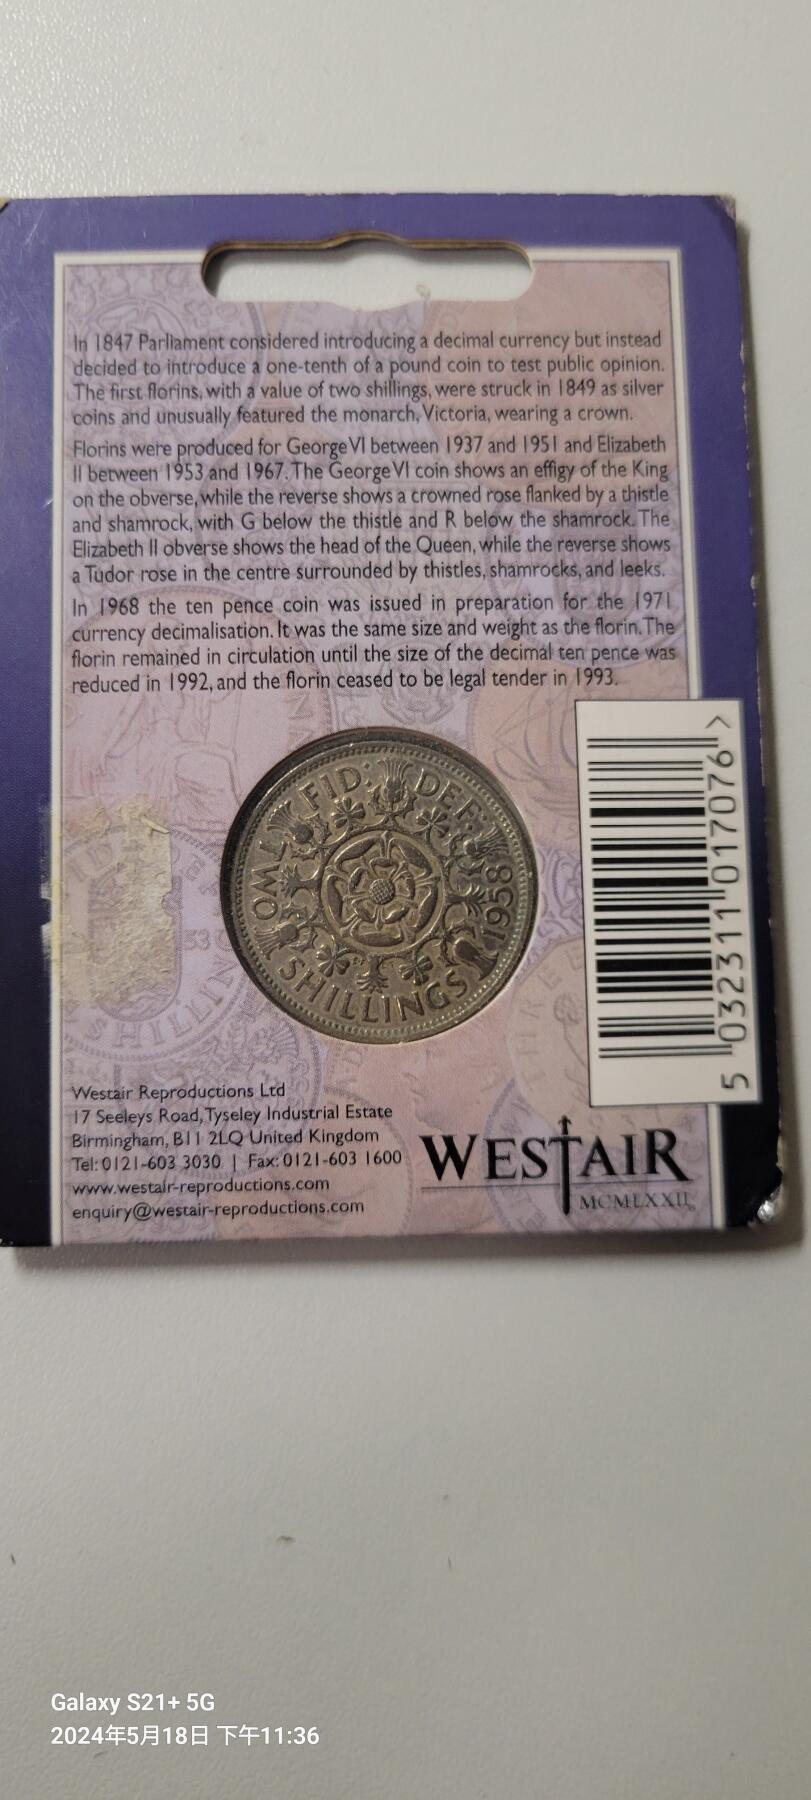 In 1847 Parliament considered introducing a decimal currency but instead
decided to introduce a one-tenth of a pound coin to test public opinion.
The first florins, with a value of two shillings, were struck in 1849 as silver
coins and unusually featured the monarch, Victoria, wearing a crown.
Florins were produced for George VI between 1937 and 1951 and Elizabeth
II between 1953 and 1967. The George VI coin shows an effigy of the King
on the obverse, while the reverse shows a crowned rose flanked by a thistle
and shamrock, with G below the thistle and R below the shamrock. The
Elizabeth II obverse shows the head of the Queen, while the reverse shows
a Tudor rose in the centre surrounded by thistles, shamrocks, and leeks.
In 1968 the ten pence coin was issued in preparation for the 1971
currency decimalisation. It was the same size and weight as the florin. The
florin remained in circulation until the size of the decimal ten pence was
reduced in 1992, and the florin ceased to be legal tender in 1993.
FID: DEF: 
TWO SHILLINGS 1958
5 032311 017076 >
Westair Reproductions Ltd
17 Seeleys Road, Tyseley Industrial Estate
Birmingham, B11 2LQ United Kingdom
Tel: 0121-603 3030 | Fax: 0121-603 1600
www.westair-reproductions.com
enquiry@westair-reproductions.com
WESTAIR
MCMLXXII
Galaxy S21+ 5G
2024年5月18日 下午11:36